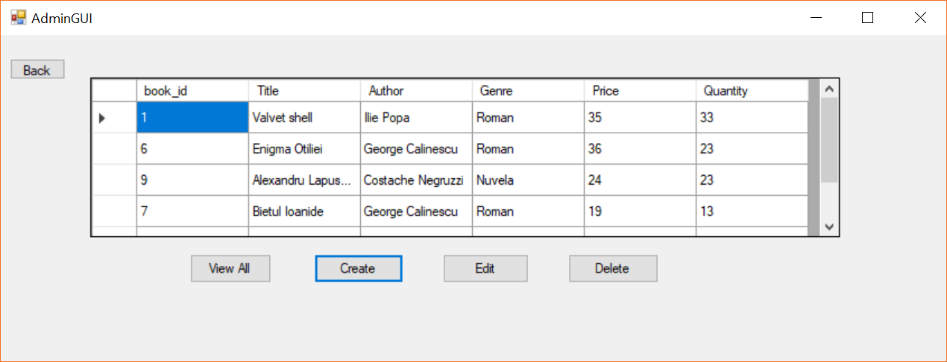 AdminGUI
Back
book_id Title Author Genre Price Quantity
1 Valvet shell Ilie Popa Roman 35 33
6 Enigma Otiliei George Calinescu Roman 36 23
9 Alexandru Lapus... Costache Negruzzi Nuvela 24 23
7 Bietul Ioanide George Calinescu Roman 19 13
View All Create Edit Delete